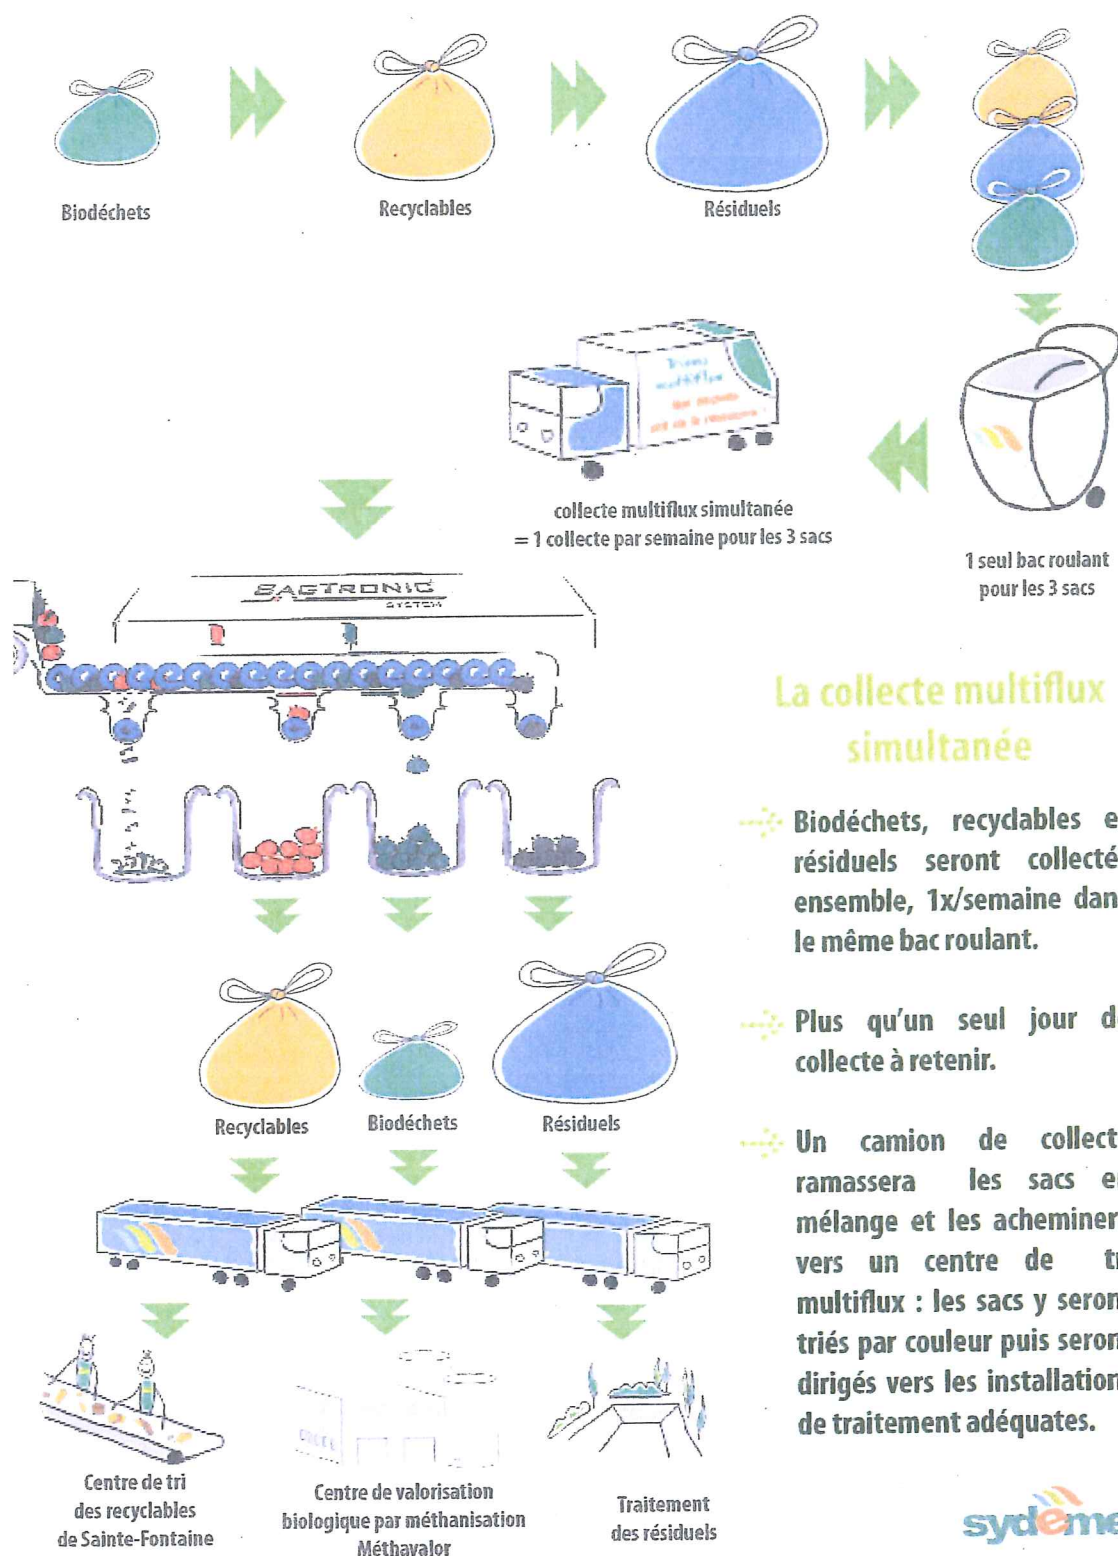 Biodéchets
Recyclables
Résiduels
collecte multiflux simultanée
= 1 collecte par semaine pour les 3 sacs
1 seul bac roulant
pour les 3 sacs
BAGTRONIC
SYSTEM
La collecte multiflux
simultanée
Biodéchets, recyclables e
résiduels seront collecté
ensemble, 1x/semaine dan
le même bac roulant.
Plus qu'un seul jour d
collecte à retenir.
Un camion de collect
ramassera les sacs e
mélange et les acheminer
vers un centre de tr
multiflux : les sacs y seron
triés par couleur puis seron
dirigés vers les installation
de traitement adéquates.
Recyclables
Biodéchets
Résiduels
Centre de tri
des recyclables
de Sainte-Fontaine
Centre de valorisation
biologique par méthanisation
Méthavalor
Traitement
des résiduels
sydeme